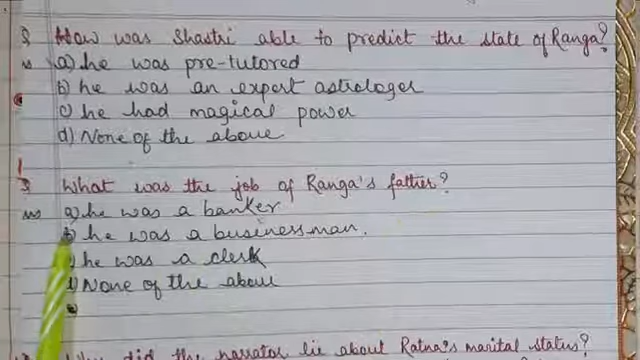 Q How was Shastri able to predict the state of Ranga?
a) he was pre-tutored
b) he was an expert astrologer
c) he had magical power
d) None of the above
Q What was the job of Ranga's father?
a) he was a banker
b) he was a businessman.
he was a clerk
d) None of the above
did the narrator lie about Ratna's marital status?